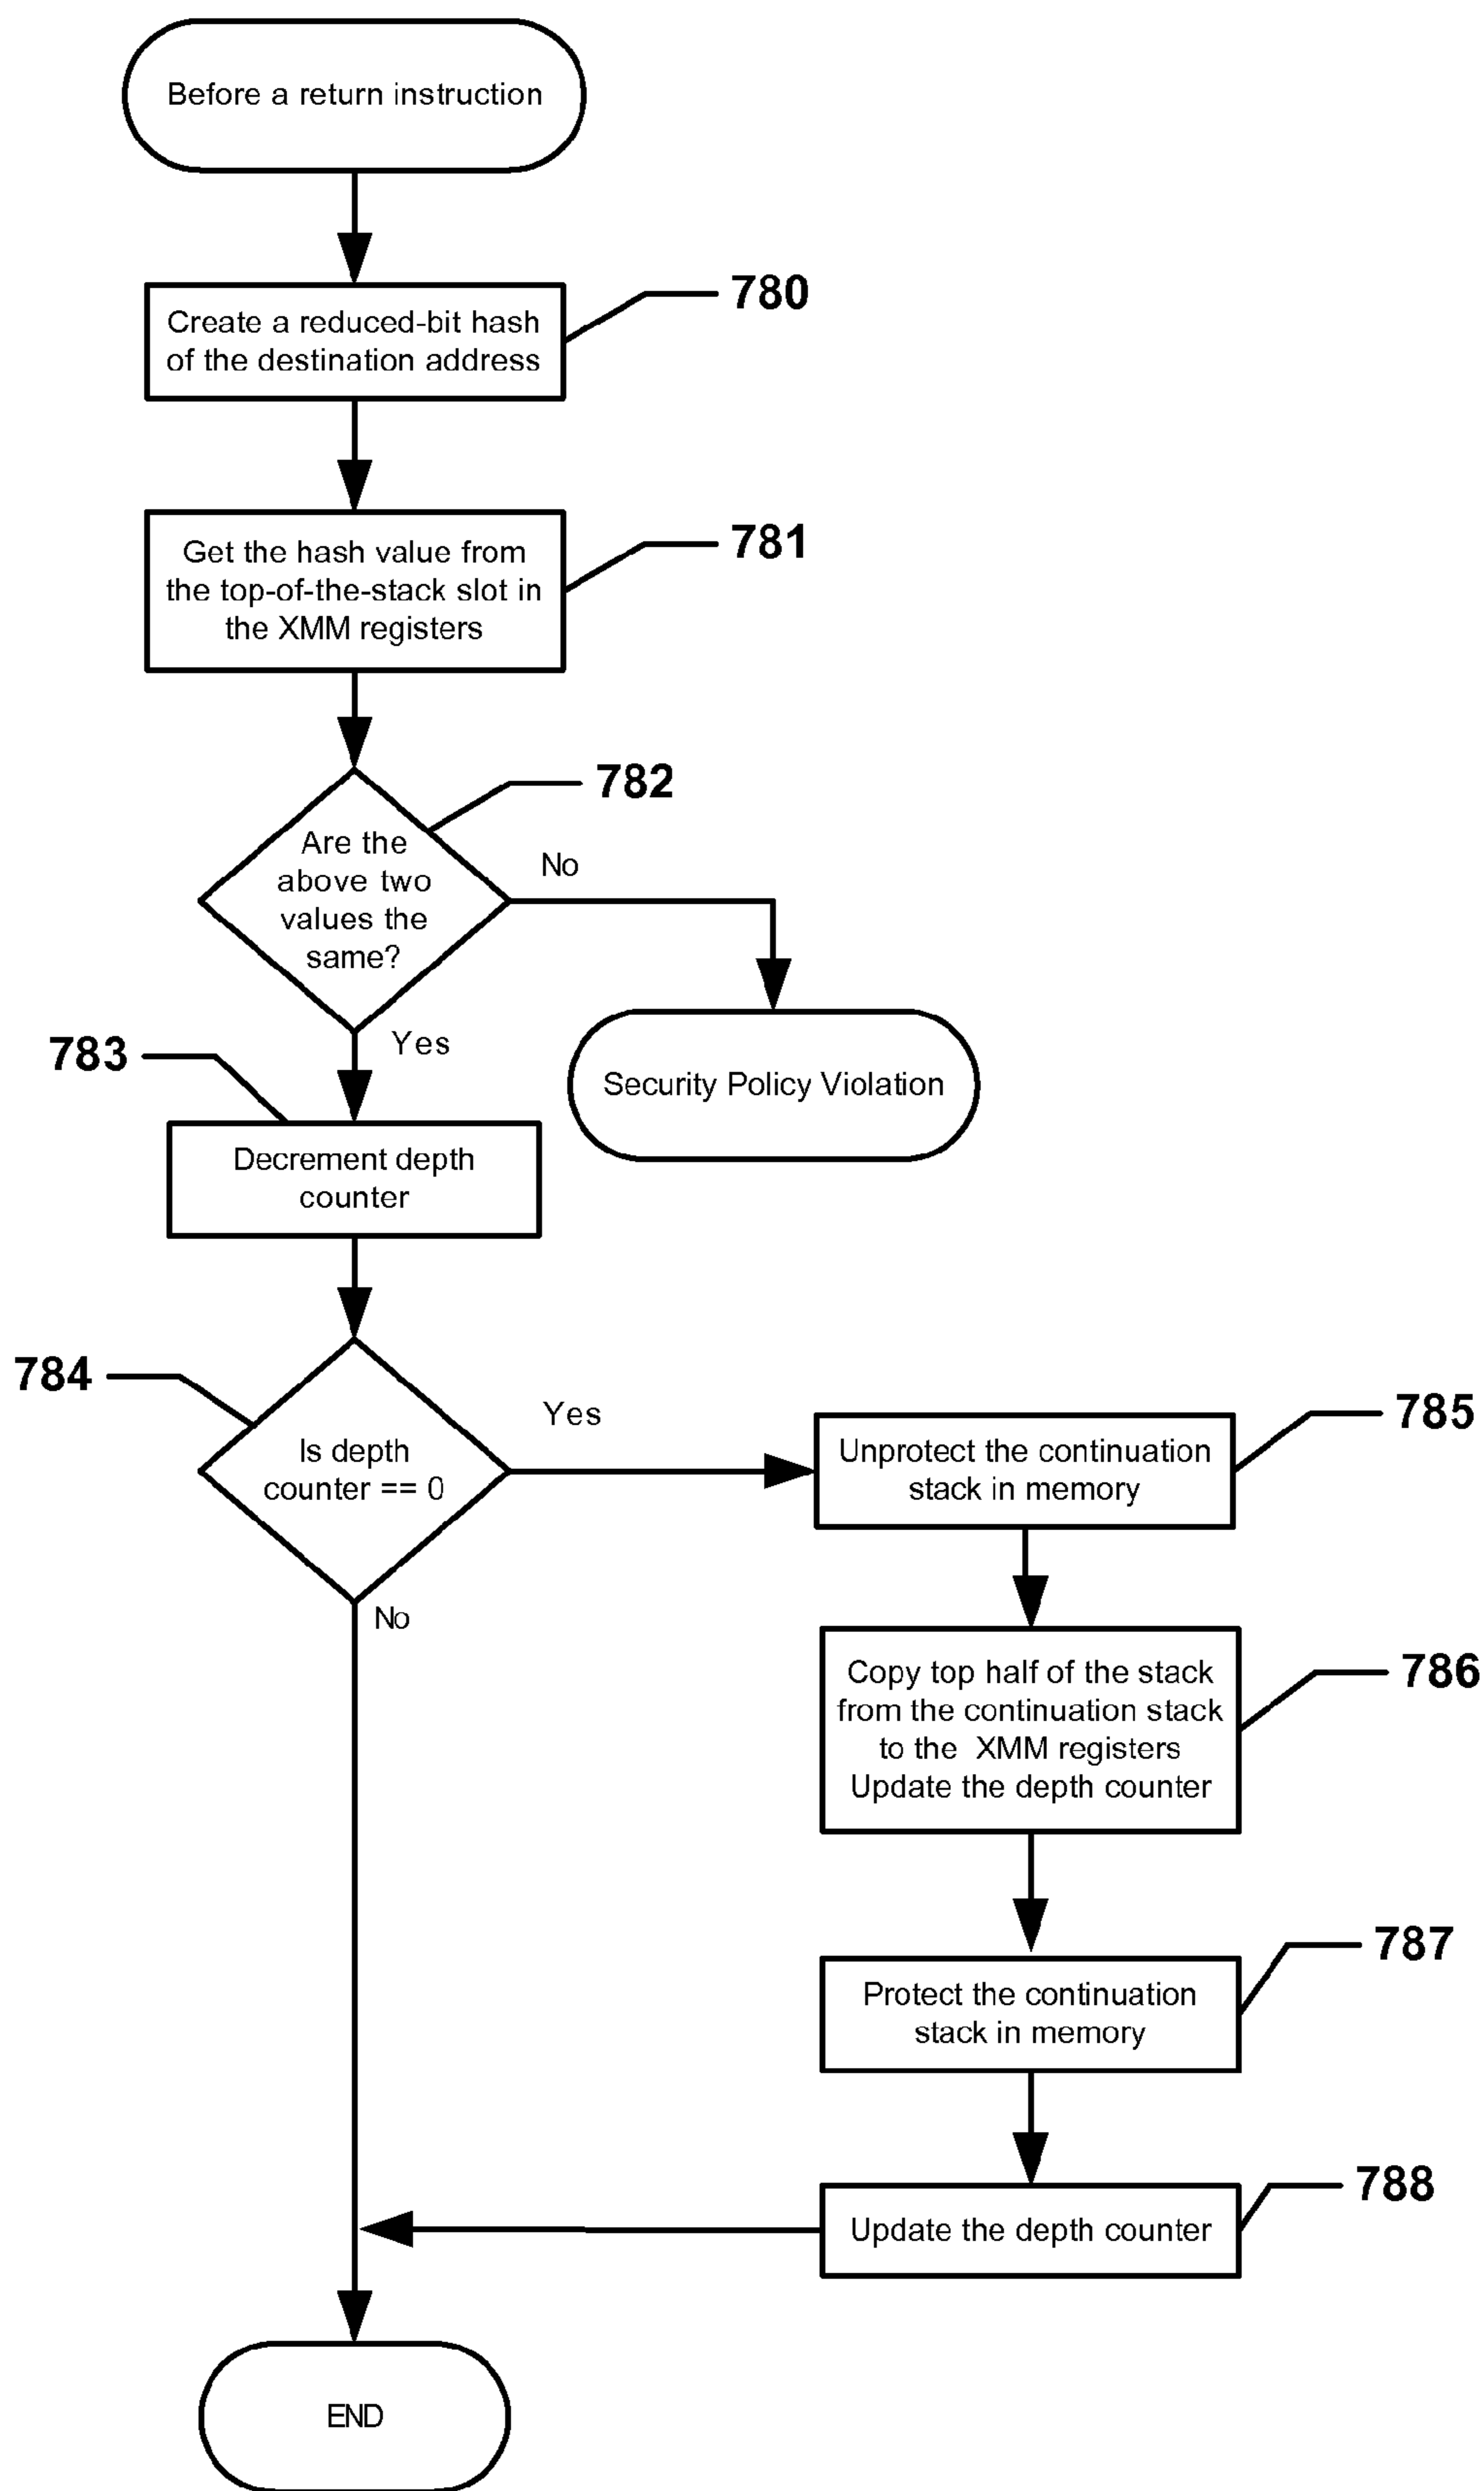 Before a return instruction
780
Create a reduced-bit hash
of the destination address
781
Get the hash value from
the top-of-the-stack slot in
the XMM registers
782
Are the
above two
values the
same?
No
Yes
Security Policy Violation
783
Decrement depth
counter
784
Is depth
counter == 0
Yes
No
785
Unprotect the continuation
stack in memory
786
Copy top half of the stack
from the continuation stack
to the XMM registers
Update the depth counter
787
Protect the continuation
stack in memory
788
Update the depth counter
END